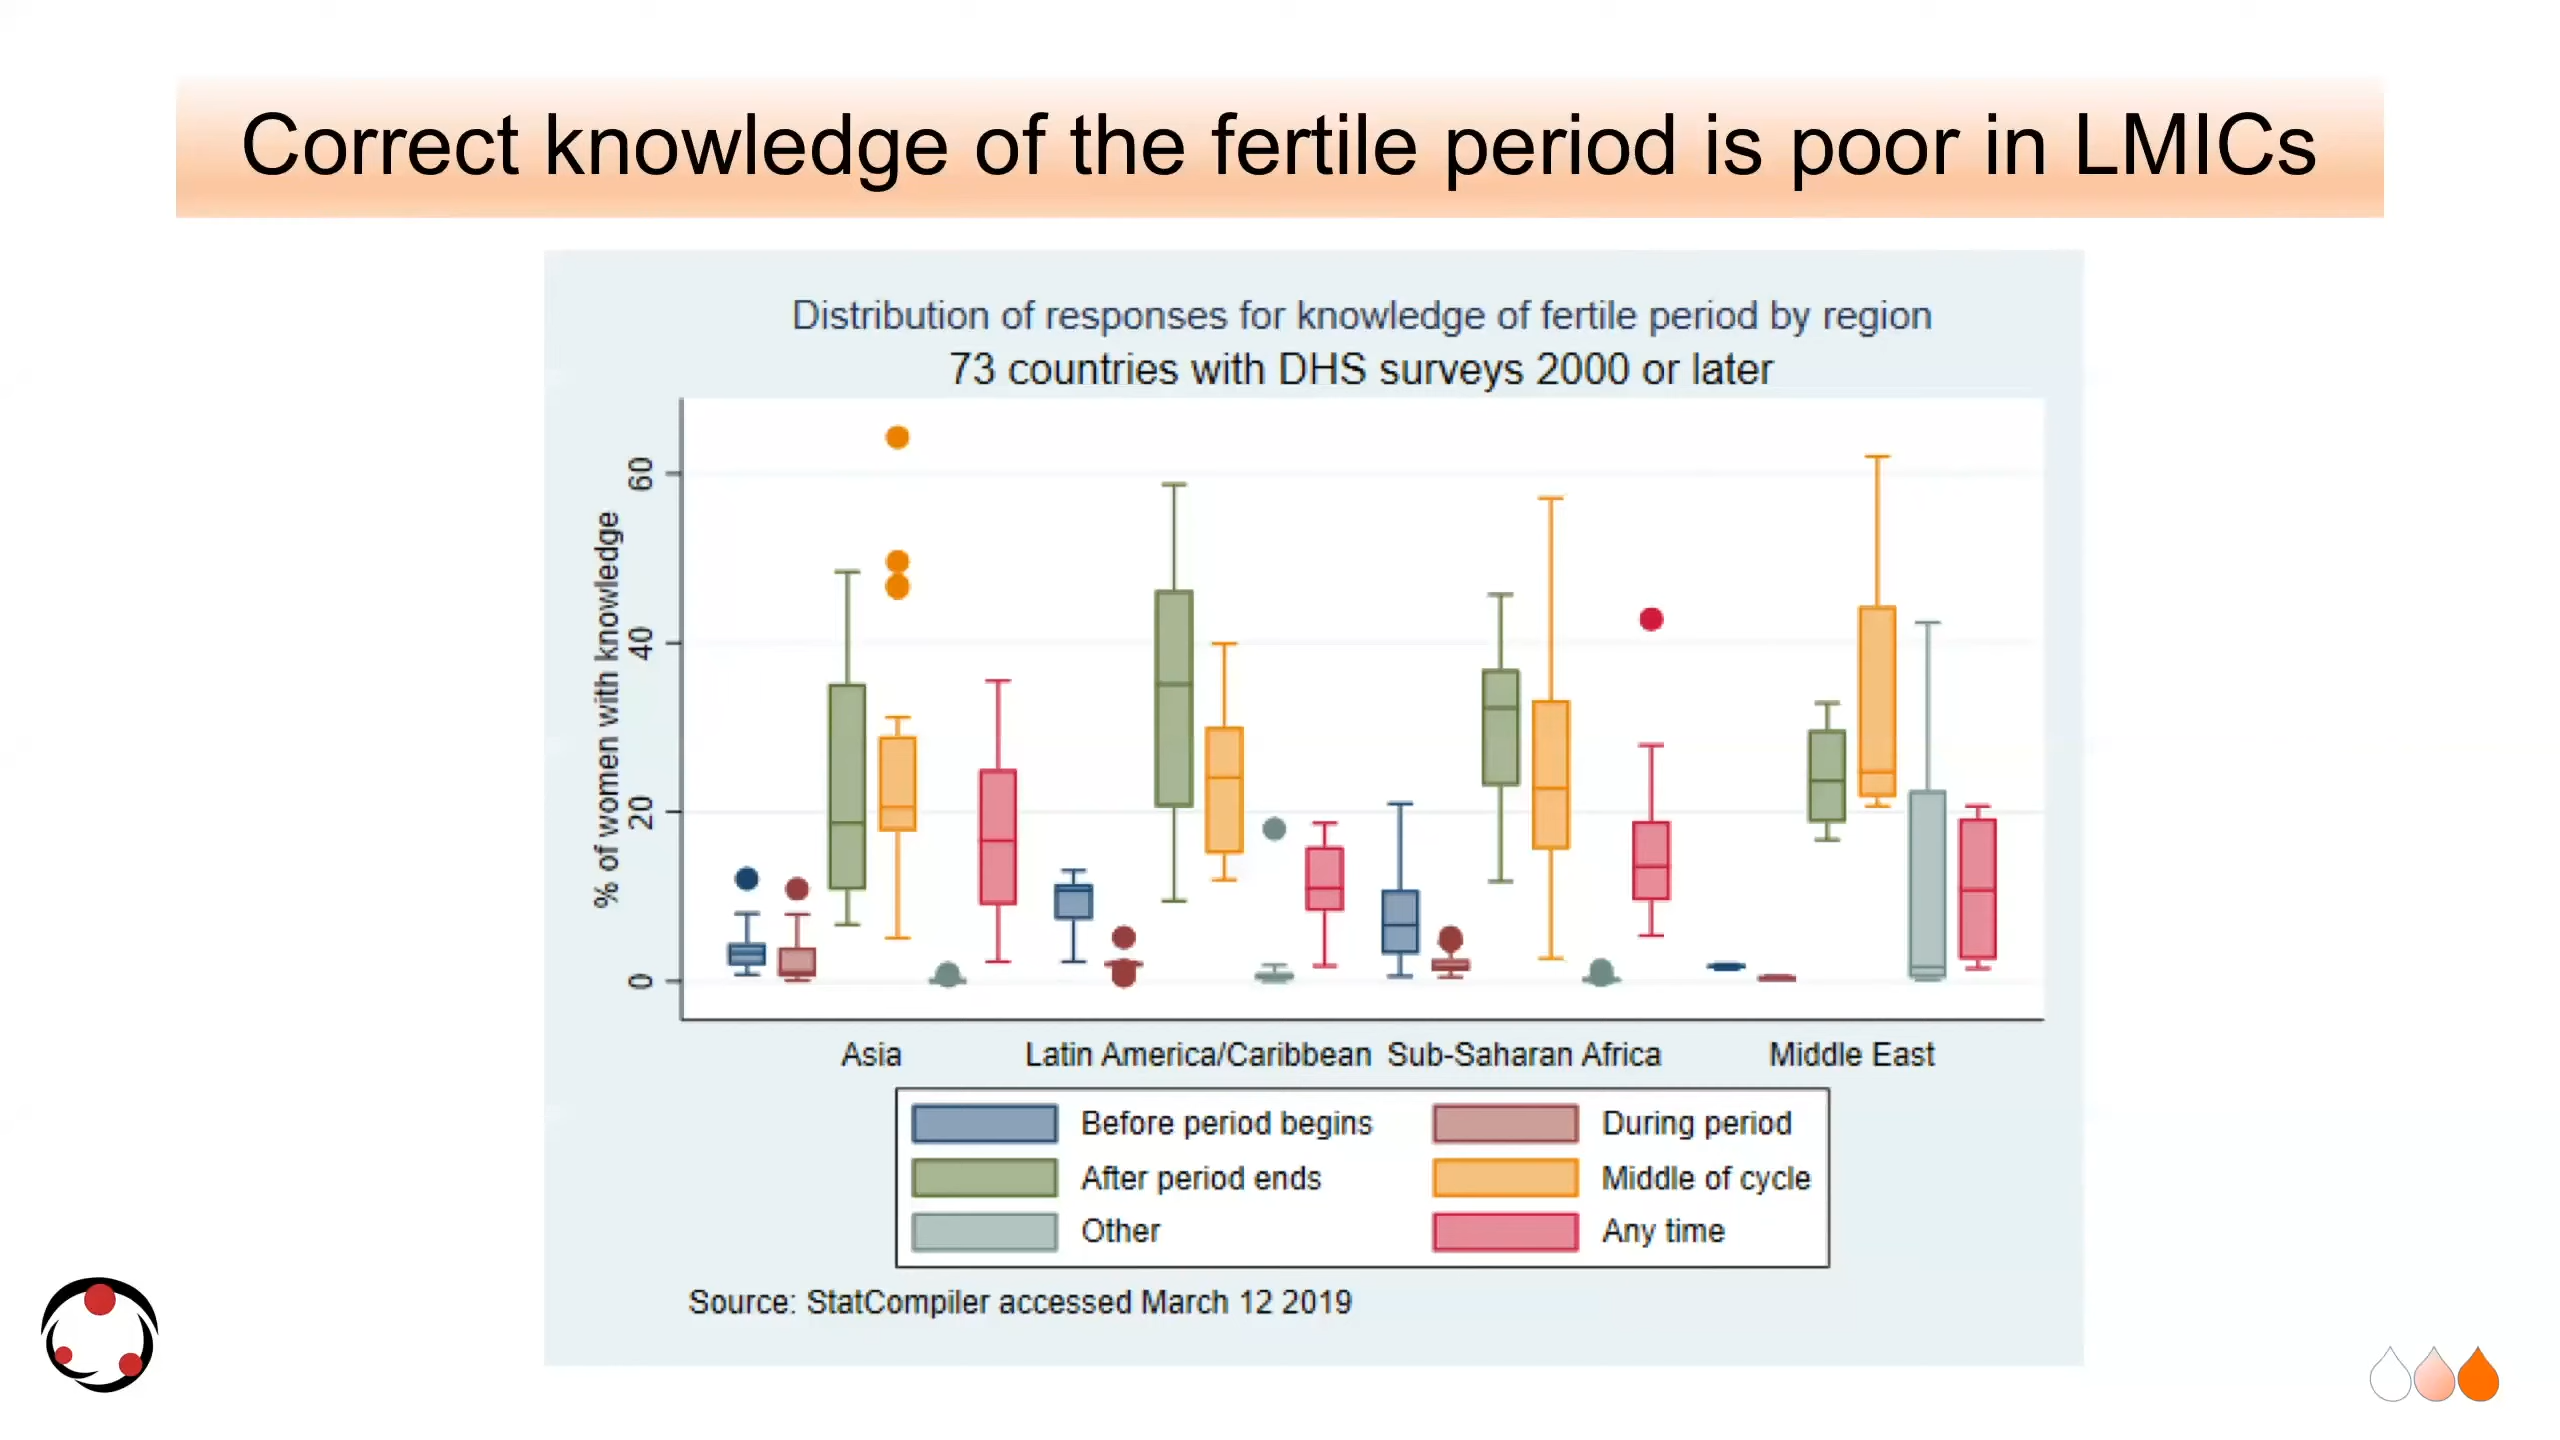 Correct knowledge of the fertile period is poor in LMICs
Distribution of responses for knowledge of fertile period by region
73 countries with DHS surveys 2000 or later
% of women with knowledge
60
40
20
0
Asia
Latin America/Caribbean
Sub-Saharan Africa
Middle East
Before period begins
During period
After period ends
Middle of cycle
Other
Any time
Source: StatCompiler accessed March 12 2019